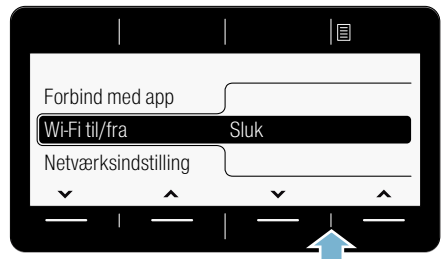 Forbind med app
Wi-Fi til/fra Sluk
Netværksindstilling